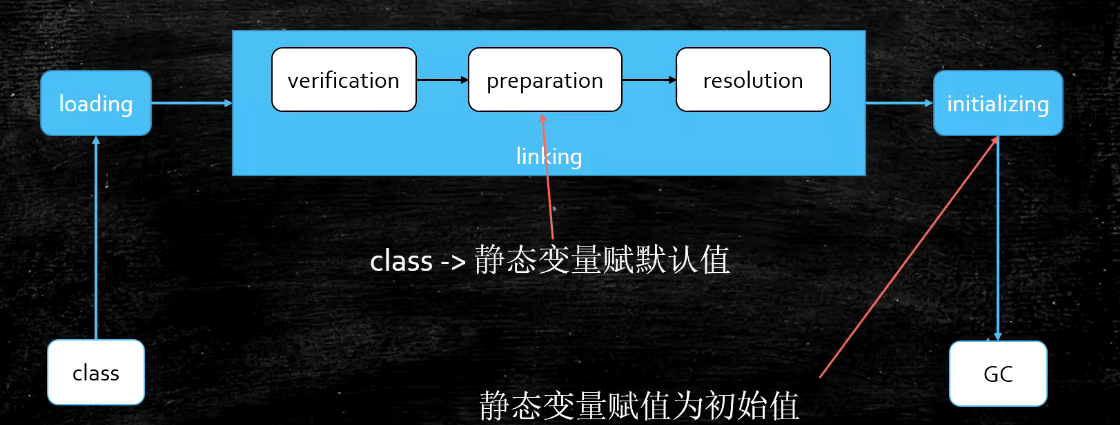 verification
preparation
resolution
loading
initializing
linking
class -> 静态变量赋默认值
class
GC
静态变量赋值为初始值